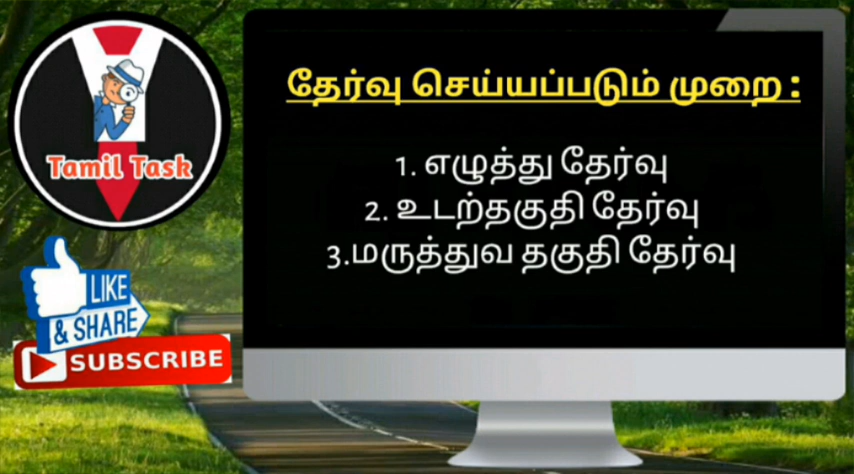 Tamil Task
LIKE
& SHARE
SUBSCRIBE
தேர்வு செய்யப்படும் முறை :
1. எழுத்து தேர்வு
2. உடற்தகுதி தேர்வு
3.மருத்துவ தகுதி தேர்வு